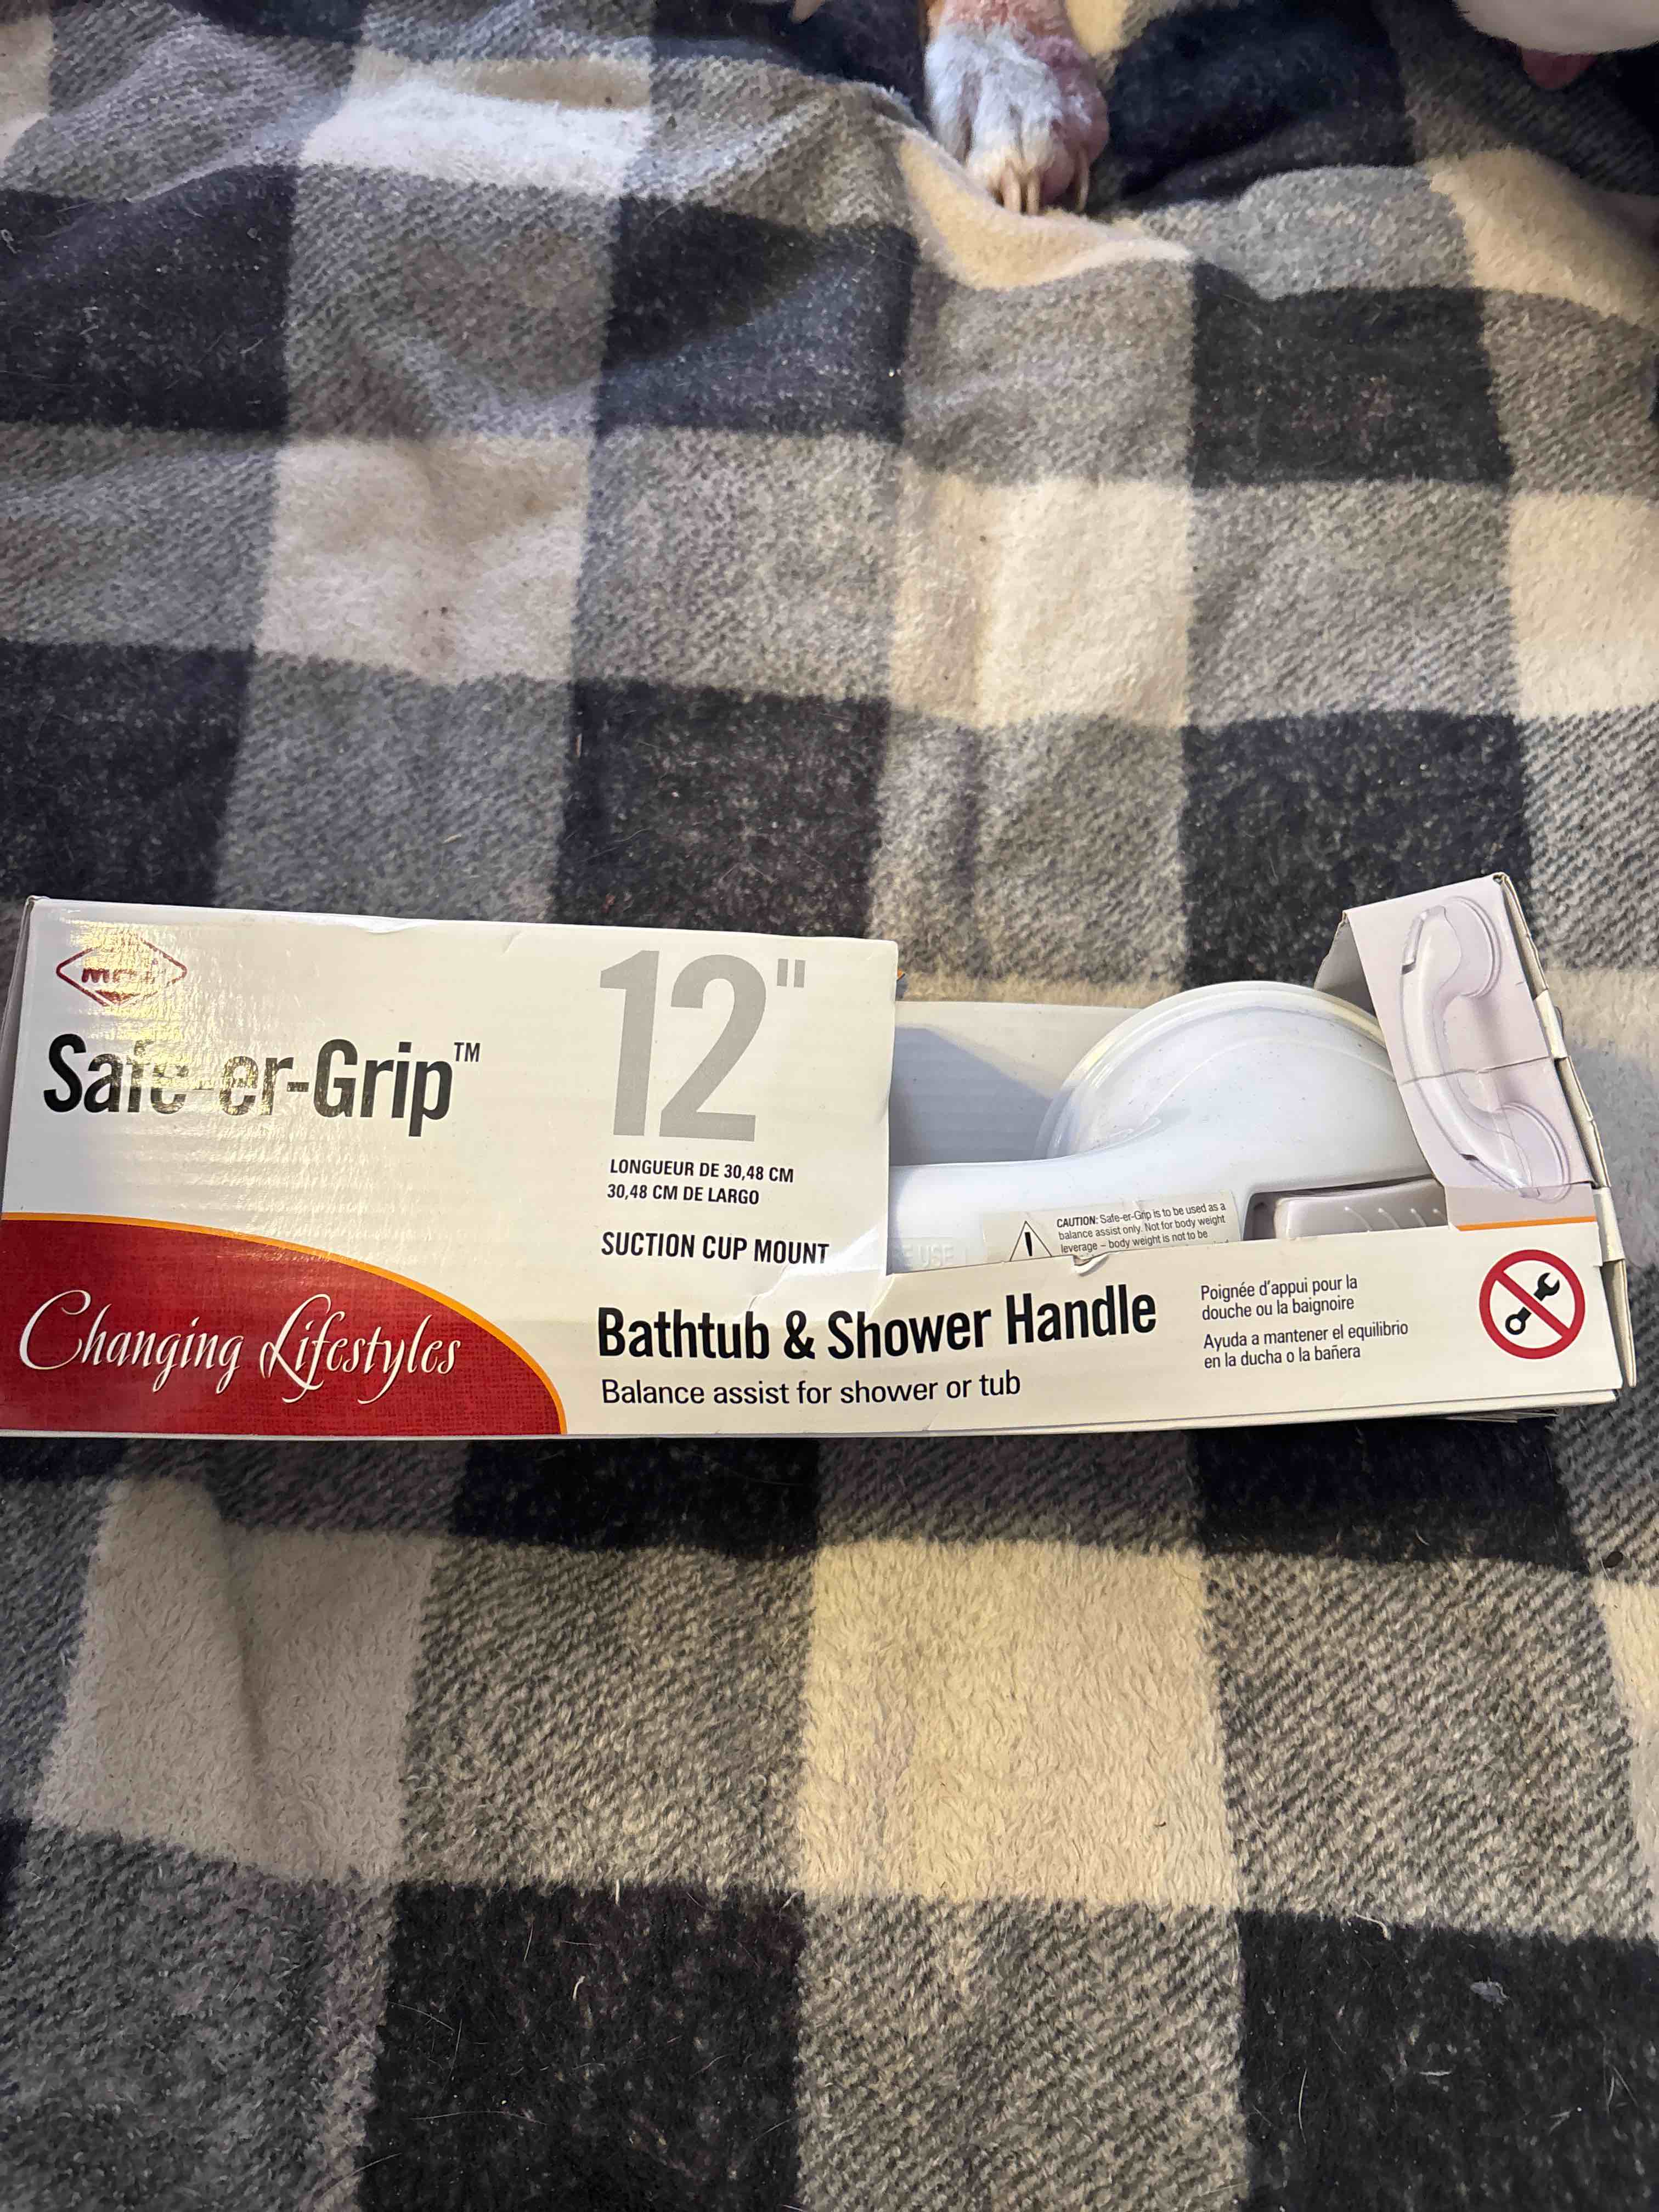 Safe-er-Grip™
12"
LONGUEUR DE 30,48 CM
30,48 CM DE LARGO
SUCTION CUP MOUNT
Changing Lifestyles
CAUTION: Safe-er-Grip is to be used as a
balance assist only. Not for body weight
leverage – body weight is not to be
USE
Bathtub & Shower Handle
Balance assist for shower or tub
Poignée d'appui pour la
douche ou la baignoire
Ayuda a mantener el equilibrio
en la ducha o la bañera